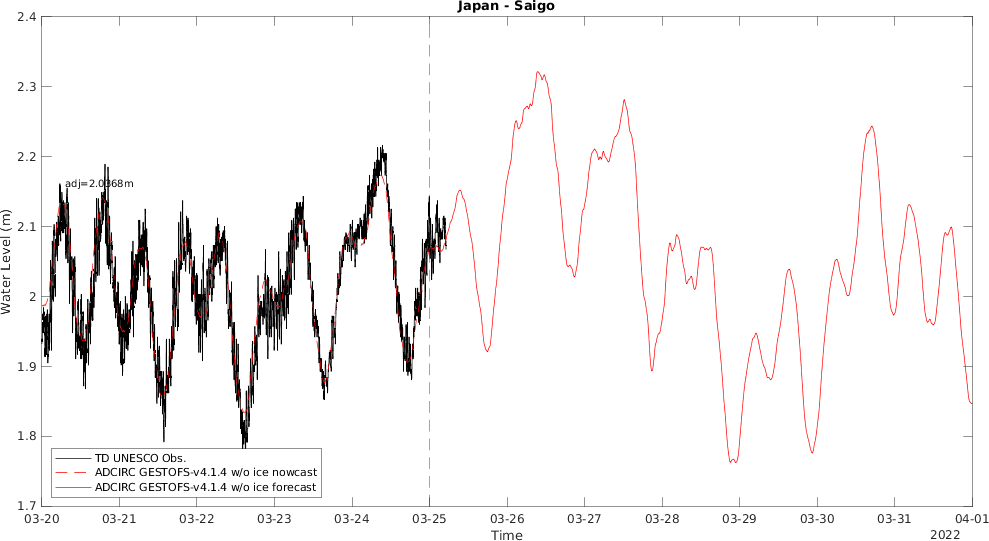 Japan - Saigo
Water Level (m)
2.4
2.3
2.2
2.1
2
1.9
1.8
1.7
adj=2.0368m
TD UNESCO Obs.
ADCIRC GESTOFS-v4.1.4 w/o ice nowcast
ADCIRC GESTOFS-v4.1.4 w/o ice forecast
03-20 03-21 03-22 03-23 03-24 03-25 03-26 03-27 03-28 03-29 03-30 03-31 04-01
Time
2022